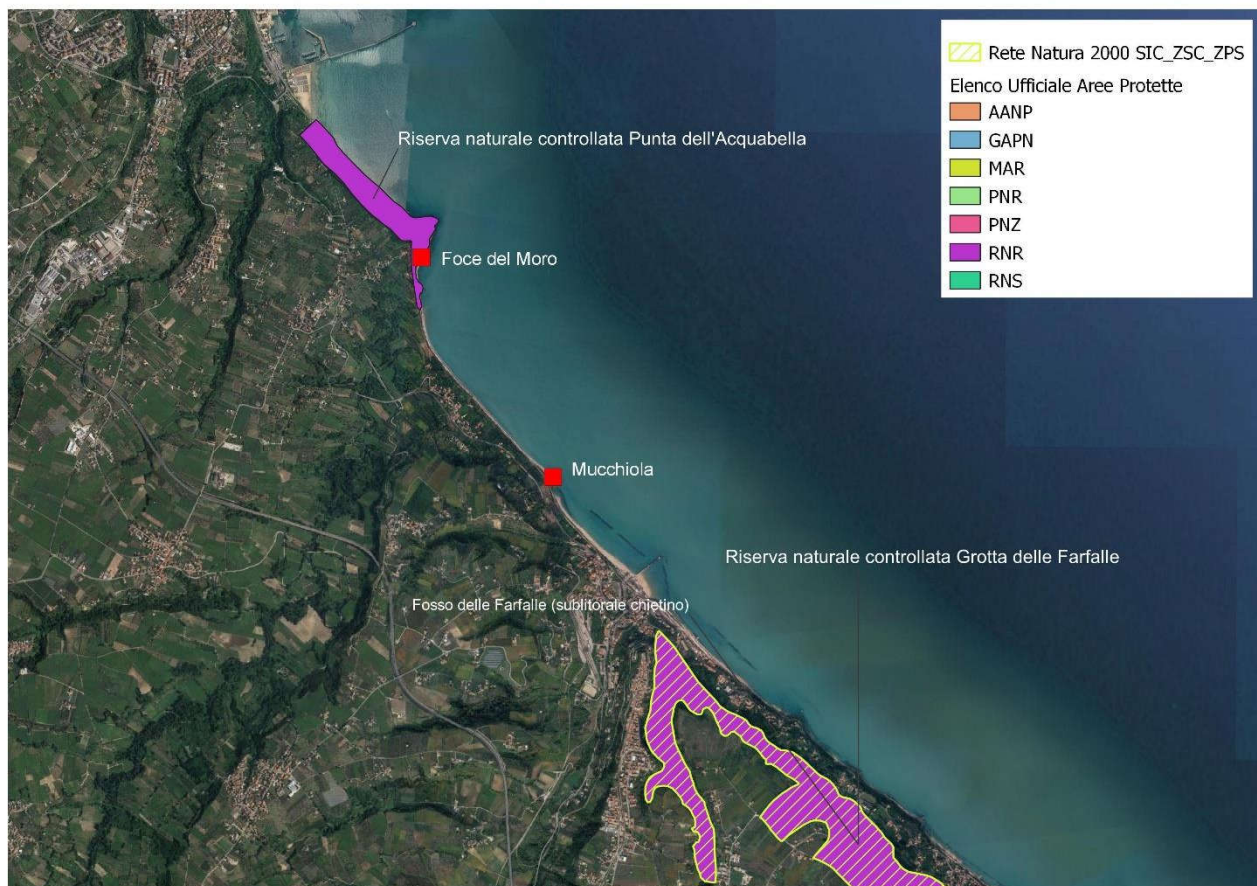 Rete Natura 2000 SIC_ZSC_ZPS
Elenco Ufficiale Aree Protette
AANP
GAPN
MAR
PNR
PNZ
RNR
RNS
Riserva naturale controllata Punta dell'Acquabella
Foce del Moro
Mucchiola
Riserva naturale controllata Grotta delle Farfalle
Fosso delle Farfalle (sublitorale chietino)